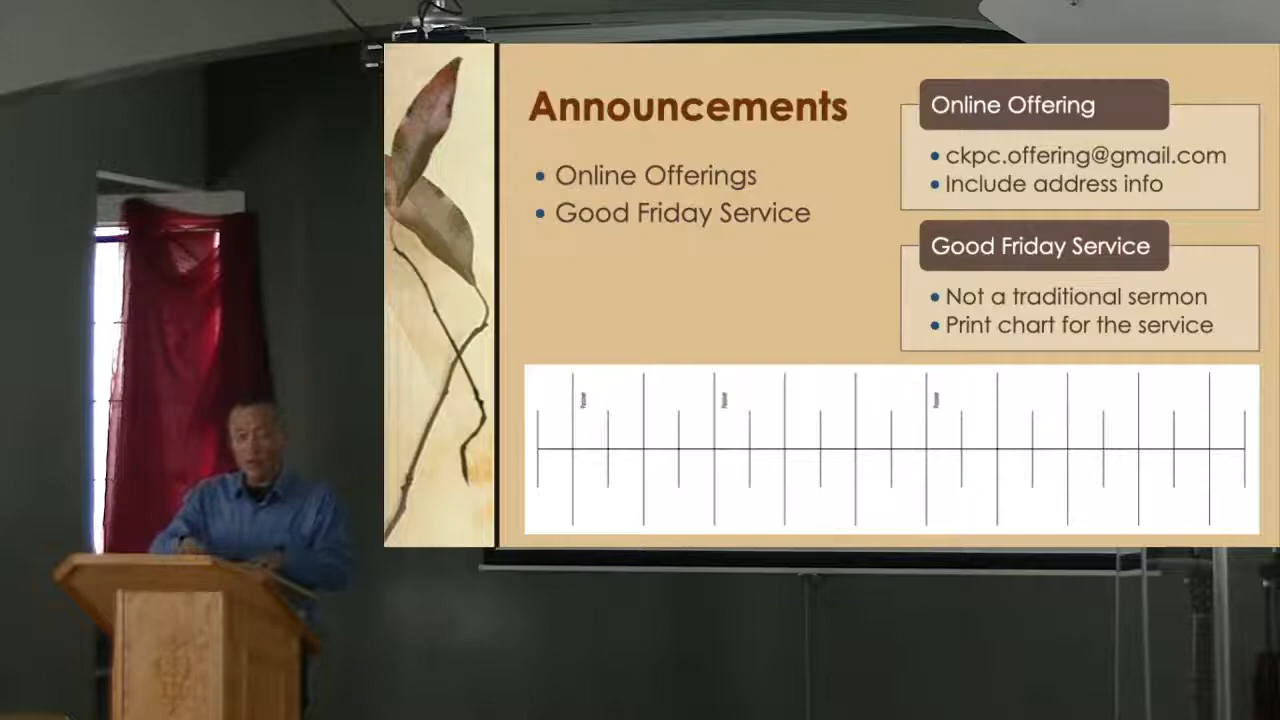 Announcements
Online Offerings
Good Friday Service
Online Offering
ckpc.offering@gmail.com
Include address info
Good Friday Service
Not a traditional sermon
Print chart for the service